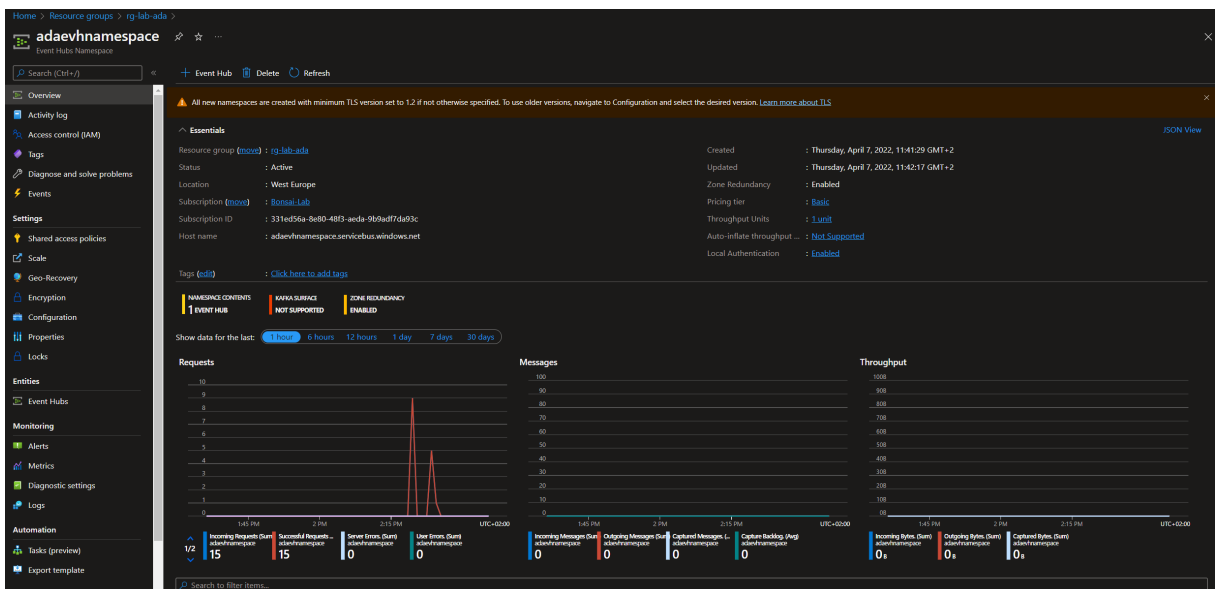 Home > Resource groups > rg-lab-ada >
adaevhnamespace
Event Hubs Namespace
Search (Ctrl+/)
Overview
Activity log
Access control (IAM)
Tags
Diagnose and solve problems
Events
Settings
Shared access policies
Scale
Geo-Recovery
Encryption
Configuration
Properties
Locks
Entities
Event Hubs
Monitoring
Alerts
Metrics
Diagnostic settings
Logs
Automation
Tasks (preview)
Export template
Event Hub Delete Refresh
All new namespaces are created with minimum TLS version set to 1.2 if not otherwise specified. To use older versions, navigate to Configuration and select the desired version. Learn more about TLS
Essentials
JSON View
Resource group (move) : rg-lab-ada
Status : Active
Location : West Europe
Subscription (move) : Bonsai-Lab
Subscription ID : 331ed56a-8e80-48f3-aeda-9b9adf7da93c
Host name : adaevhnamespace.servicebus.windows.net
Created : Thursday, April 7, 2022, 11:41:29 GMT+2
Updated : Thursday, April 7, 2022, 11:42:17 GMT+2
Zone Redundancy : Enabled
Pricing tier : Basic
Throughput Units : 1 unit
Auto-inflate throughput ... : Not Supported
Local Authentication : Enabled
Tags (edit) : Click here to add tags
NAMESPACE CONTENTS
1 EVENT HUB
KAFKA SURFACE
NOT SUPPORTED
ZONE REDUNDANCY
ENABLED
Show data for the last: 1 hour 6 hours 12 hours 1 day 7 days 30 days
Requests
10
9
8
7
6
5
4
3
2
1
0
1:45 PM 2 PM 2:15 PM UTC+02:00
1/2
Incoming Requests (Sum)
adaevhnamespace
15
Successful Requests ...
adaevhnamespace
15
Server Errors. (Sum)
adaevhnamespace
0
User Errors. (Sum)
adaevhnamespace
0
Messages
100
90
80
70
60
50
40
30
20
10
0
1:45 PM 2 PM 2:15 PM UTC+02:00
Incoming Messages (Sum)
adaevhnamespace
0
Outgoing Messages (Sum)
adaevhnamespace
0
Captured Messages. (...
adaevhnamespace
0
Capture Backlog. (Avg)
adaevhnamespace
0
Throughput
100B
90B
80B
70B
60B
50B
40B
30B
20B
10B
0B
1:45 PM 2 PM 2:15 PM UTC+02:00
Incoming Bytes. (Sum)
adaevhnamespace
0 B
Outgoing Bytes. (Sum)
adaevhnamespace
0 B
Captured Bytes. (Sum)
adaevhnamespace
0 B
Search to filter items...